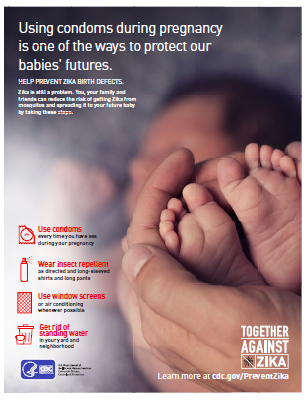 Using condoms during pregnancy
is one of the ways to protect our
babies' futures.
HELP PREVENT ZIKA BIRTH DEFECTS.
Zika is still a problem. You, your family and
friends can reduce the risk of getting Zika from
mosquitos and spreading it to your future baby
by taking these steps.
Use condoms
every time you have sex
during your pregnancy
Wear insect repellent
as directed and long-sleeved
shirts and long pants
Use window screens
or air conditioning
whenever possible
Get rid of
standing water
in your yard and
neighborhood
CDC
TOGETHER
AGAINST
ZIKA
Learn more at cdc.gov/PreventZika